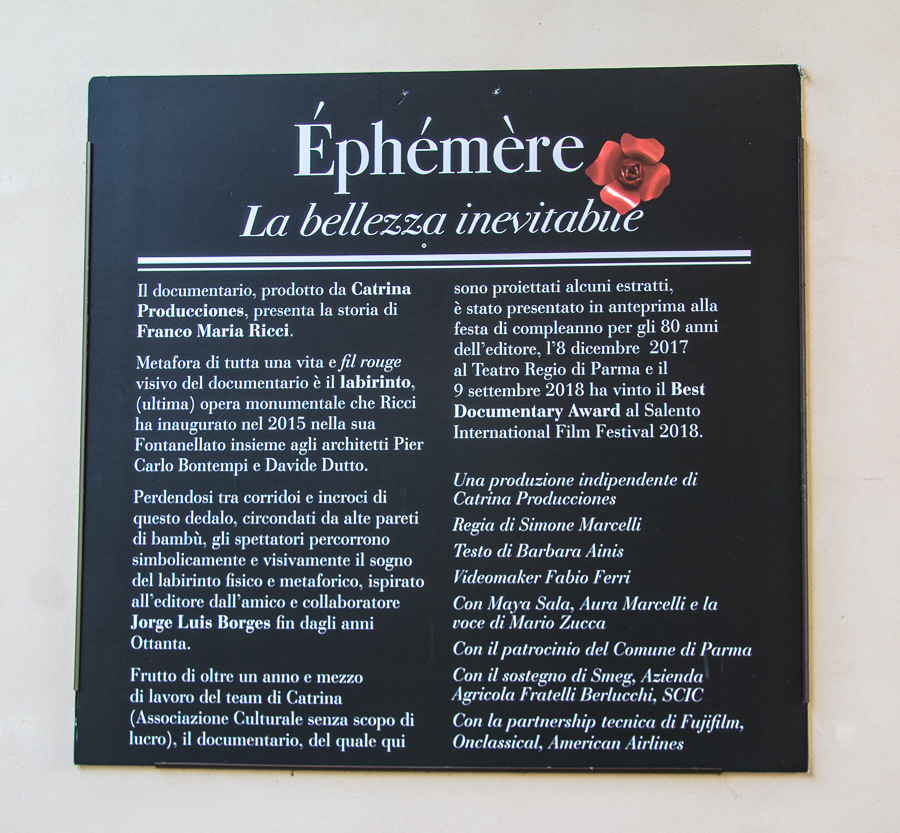 Éphémère
La bellezza inevitabile
Il documentario, prodotto da Catrina
Producciones, presenta la storia di
Franco Maria Ricci.
Metafora di tutta una vita e fil rouge
visivo del documentario è il labirinto,
(ultima) opera monumentale che Ricci
ha inaugurato nel 2015 nella sua
Fontanellato insieme agli architetti Pier
Carlo Bontempi e Davide Dutto.
Perdendosi tra corridoi e incroci di
questo dedalo, circondati da alte pareti
di bambù, gli spettatori percorrono
simbolicamente e visivamente il sogno
del labirinto fisico e metaforico, ispirato
all'editore dall'amico e collaboratore
Jorge Luis Borges fin dagli anni
Ottanta.
Frutto di oltre un anno e mezzo
di lavoro del team di Catrina
(Associazione Culturale senza scopo di
lucro), il documentario, del quale qui
sono proiettati alcuni estratti,
è stato presentato in anteprima alla
festa di compleanno per gli 80 anni
dell'editore, l'8 dicembre 2017
al Teatro Regio di Parma e il
9 settembre 2018 ha vinto il Best
Documentary Award al Salento
International Film Festival 2018.
Una produzione indipendente di
Catrina Producciones
Regia di Simone Marcelli
Testo di Barbara Ainis
Videomaker Fabio Ferri
Con Maya Sala, Aura Marcelli e la
voce di Mario Zucca
Con il patrocinio del Comune di Parma
Con il sostegno di Smeg, Azienda
Agricola Fratelli Berlucchi, SCIC
Con la partnership tecnica di Fujifilm,
Onclassical, American Airlines